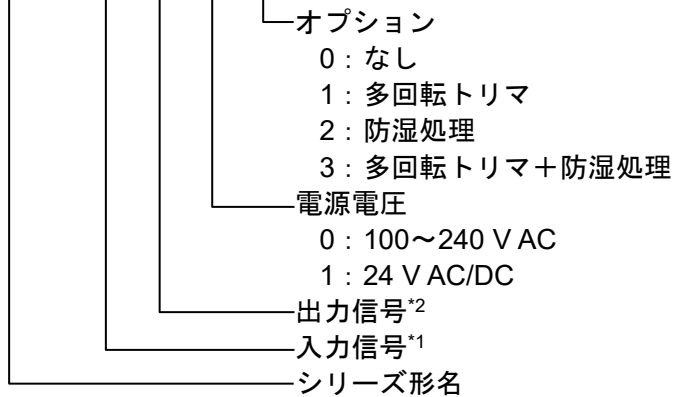 オプション
0：なし
1：多回転トリマ
2：防湿処理
3：多回転トリマ＋防湿処理
電源電圧
0：100～240 V AC
1：24 V AC/DC
出力信号*2
入力信号*1
シリーズ形名